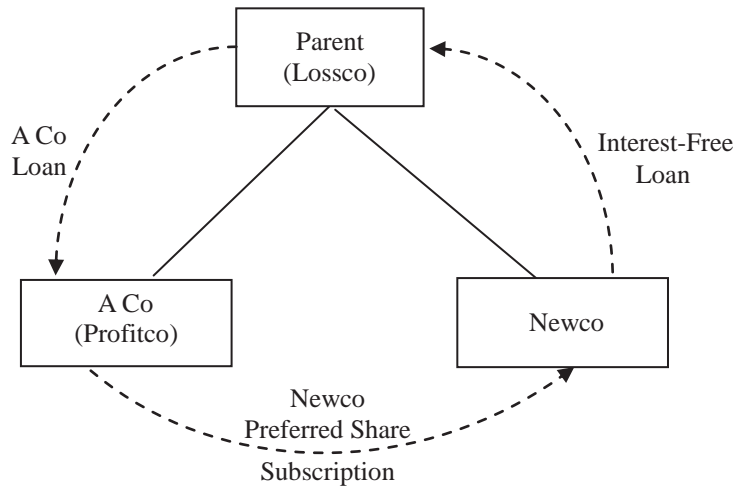 Parent
(Lossco)
A Co
Loan
Interest-Free
Loan
A Co
(Profitco)
Newco
Newco
Preferred Share
Subscription